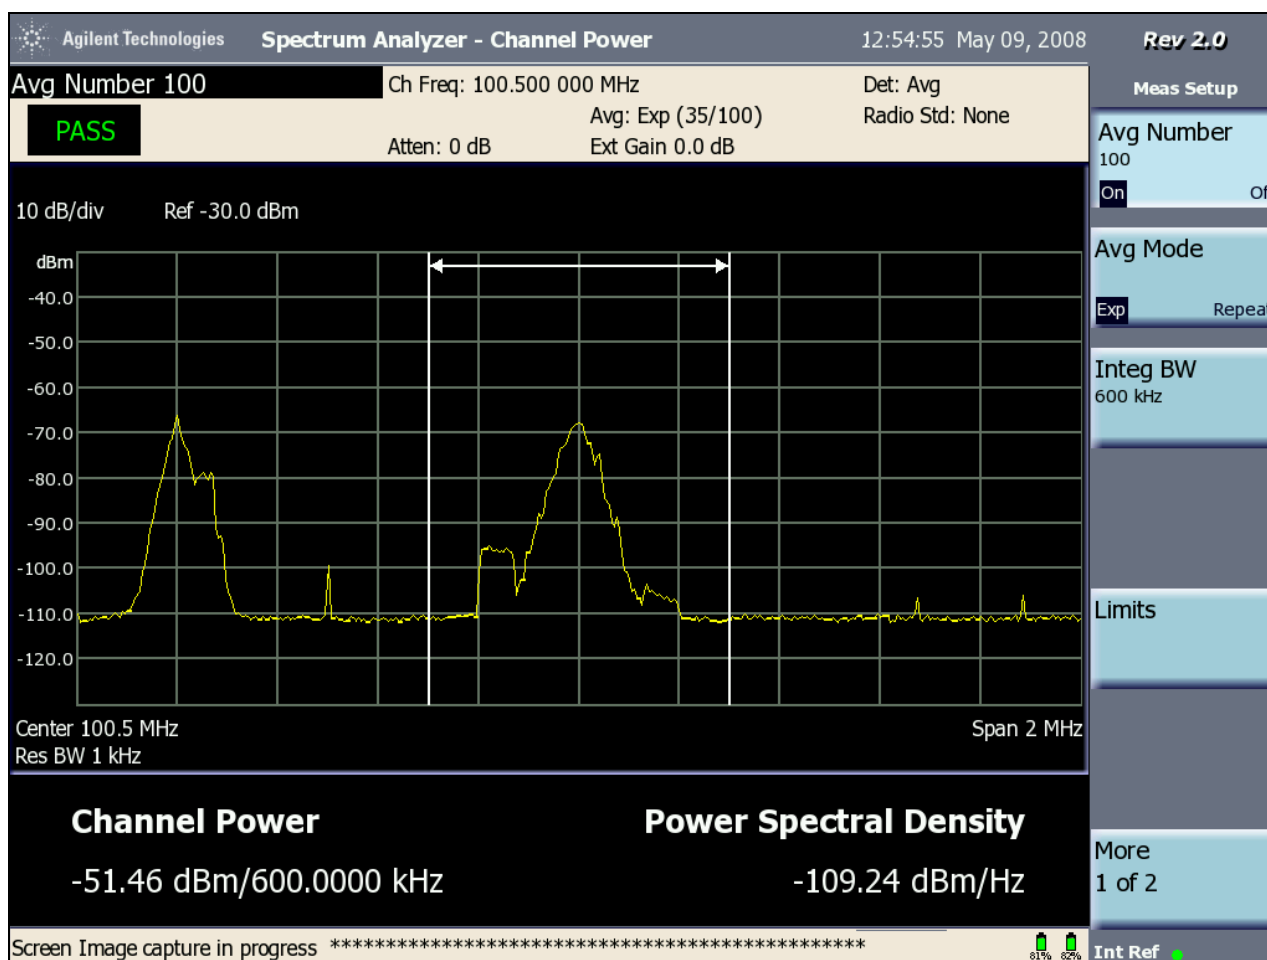 Agilent Technologies Spectrum Analyzer - Channel Power 12:54:55 May 09, 2008 Rev 2.0
Avg Number 100 Ch Freq: 100.500 000 MHz Det: Avg
Meas Setup
PASS Avg: Exp (35/100) Radio Std: None
Atten: 0 dB Ext Gain 0.0 dB
Avg Number
100
On Of
10 dB/div Ref -30.0 dBm
Avg Mode
Exp Repeat
dBm
-40.0
-50.0
-60.0
-70.0
-80.0
-90.0
-100.0
-110.0
-120.0
Integ BW
600 kHz
Limits
Center 100.5 MHz Span 2 MHz
Res BW 1 kHz
Channel Power Power Spectral Density
-51.46 dBm/600.0000 kHz -109.24 dBm/Hz
More
1 of 2
Screen Image capture in progress ************************************************ 81% 82% Int Ref